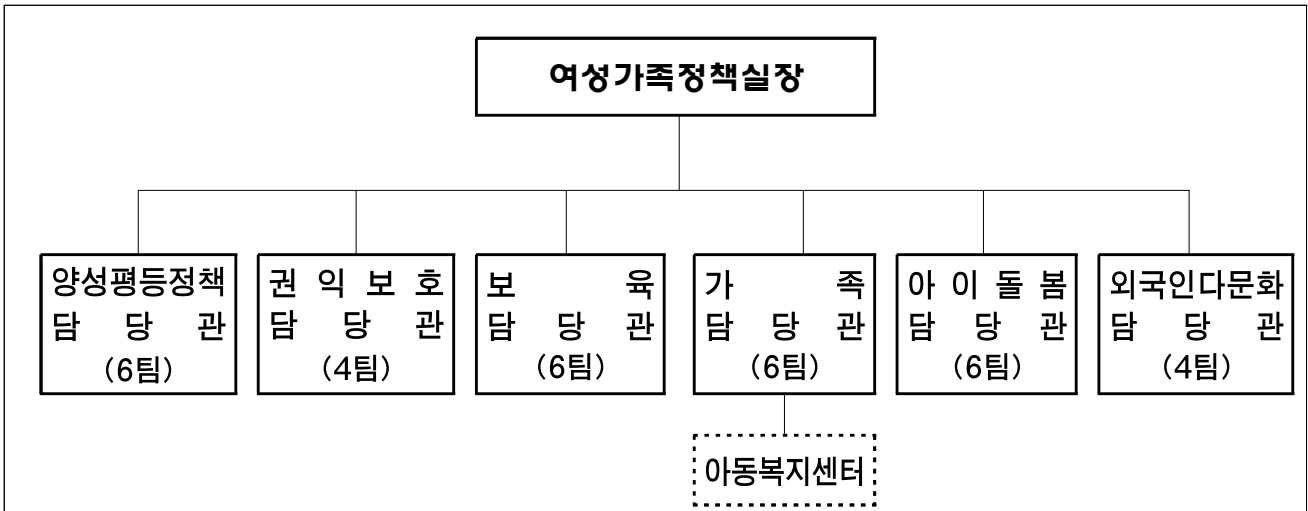 여성가족정책실장
양성평등정책
담 당 관
(6팀)
권 익 보 호
담 당 관
(4팀)
보 육
담 당 관
(6팀)
가 족
담 당 관
(6팀)
아 이 돌 봄
담 당 관
(6팀)
외국인다문화
담 당 관
(4팀)
아동복지센터